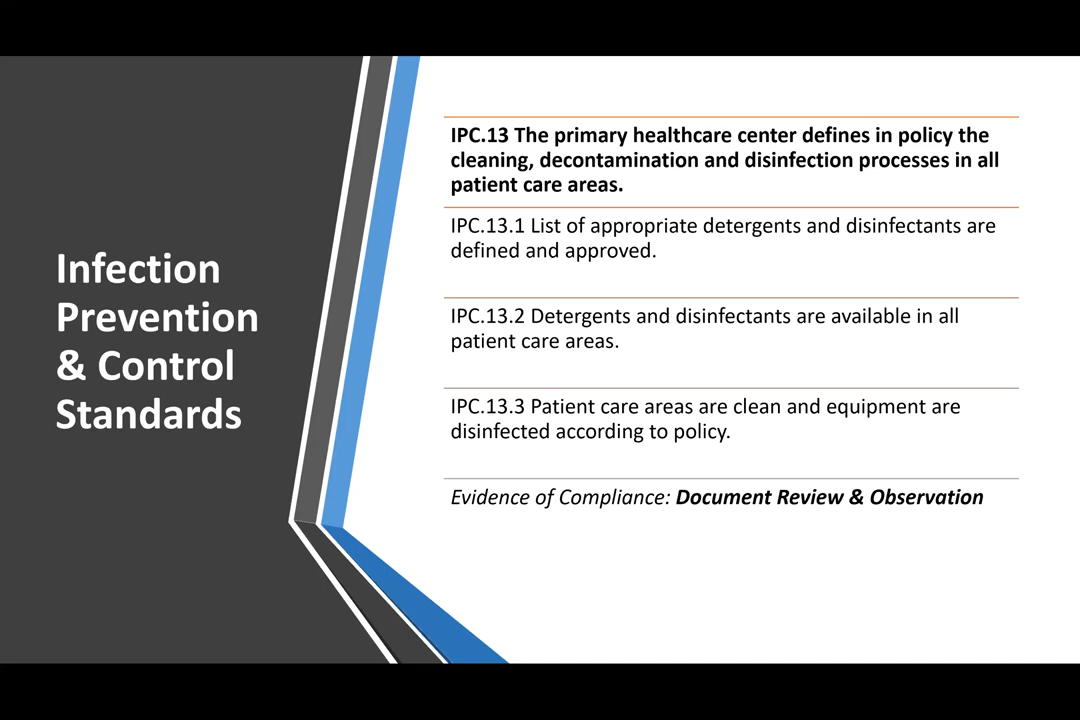 Infection
Prevention
& Control
Standards
IPC.13 The primary healthcare center defines in policy the
cleaning, decontamination and disinfection processes in all
patient care areas.
IPC.13.1 List of appropriate detergents and disinfectants are
defined and approved.
IPC.13.2 Detergents and disinfectants are available in all
patient care areas.
IPC.13.3 Patient care areas are clean and equipment are
disinfected according to policy.
Evidence of Compliance: Document Review & Observation